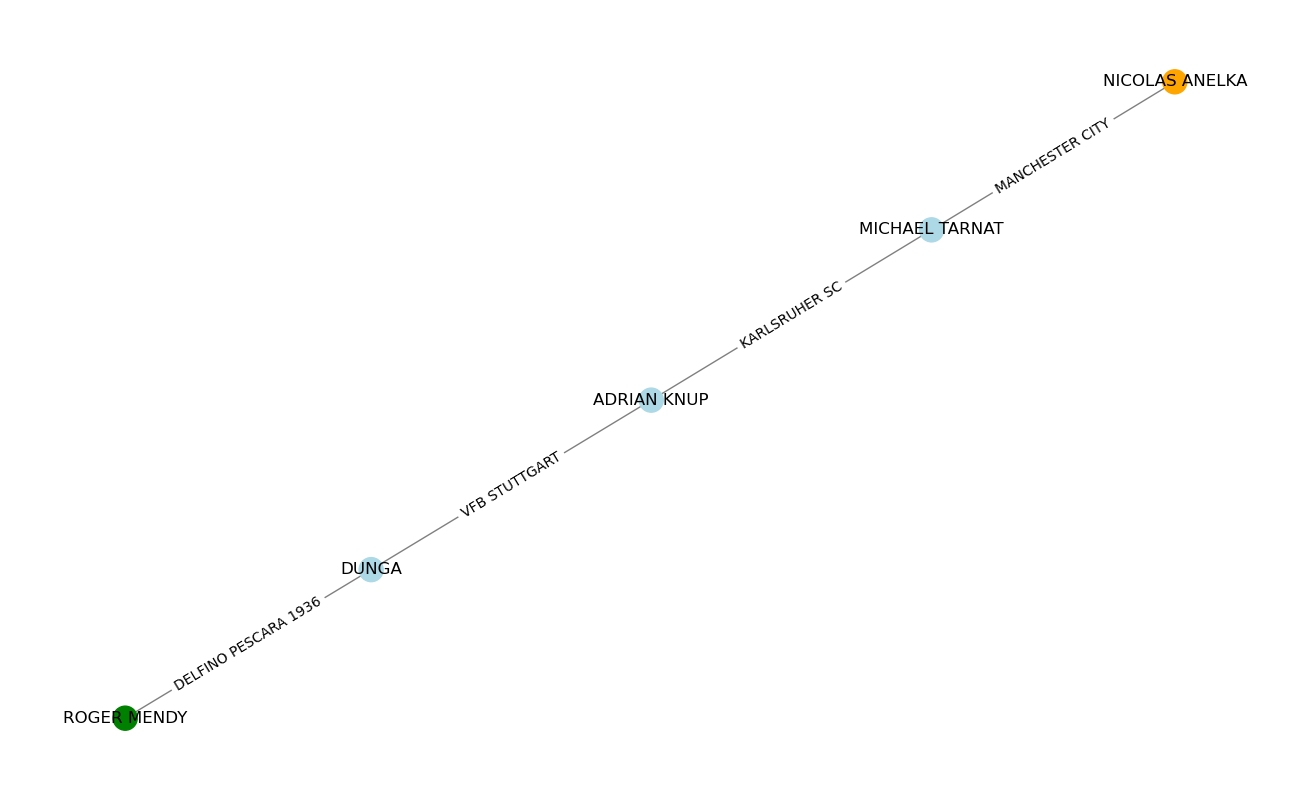 NICOLAS ANELKA
MANCHESTER CITY
MICHAEL TARNAT
KARLSRUHER SC
ADRIAN KNUP
VFB STUTTGART
DUNGA
DELFINO PESCARA 1936
ROGER MENDY